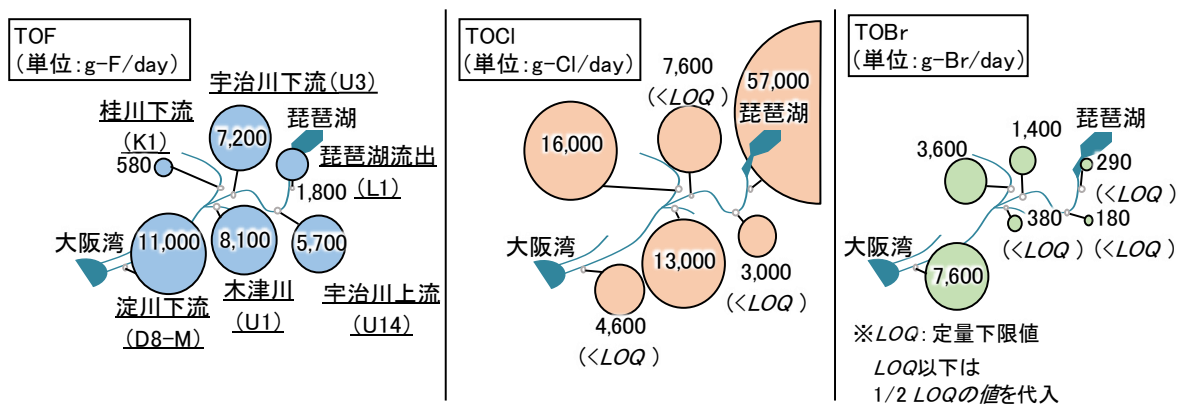 TOF
(単位:g-F/day)
宇治川下流(U3)
7,200
琵琶湖
桂川下流
(K1)
580
琵琶湖流出
(L1)
1,800
11,000
8,100
5,700
大阪湾
淀川下流
(D8-M)
木津川
(U1)
宇治川上流
(U14)
TOCl
(単位:g-Cl/day)
7,600
(<LOQ )
57,000
琵琶湖
16,000
大阪湾
13,000
3,000
(<LOQ )
4,600
(<LOQ )
TOBr
(単位:g-Br/day)
琵琶湖
1,400
3,600
290
(<LOQ )
380
(<LOQ )
180
(<LOQ )
大阪湾
7,600
※LOQ: 定量下限値
LOQ以下は
1/2 LOQの値を代入